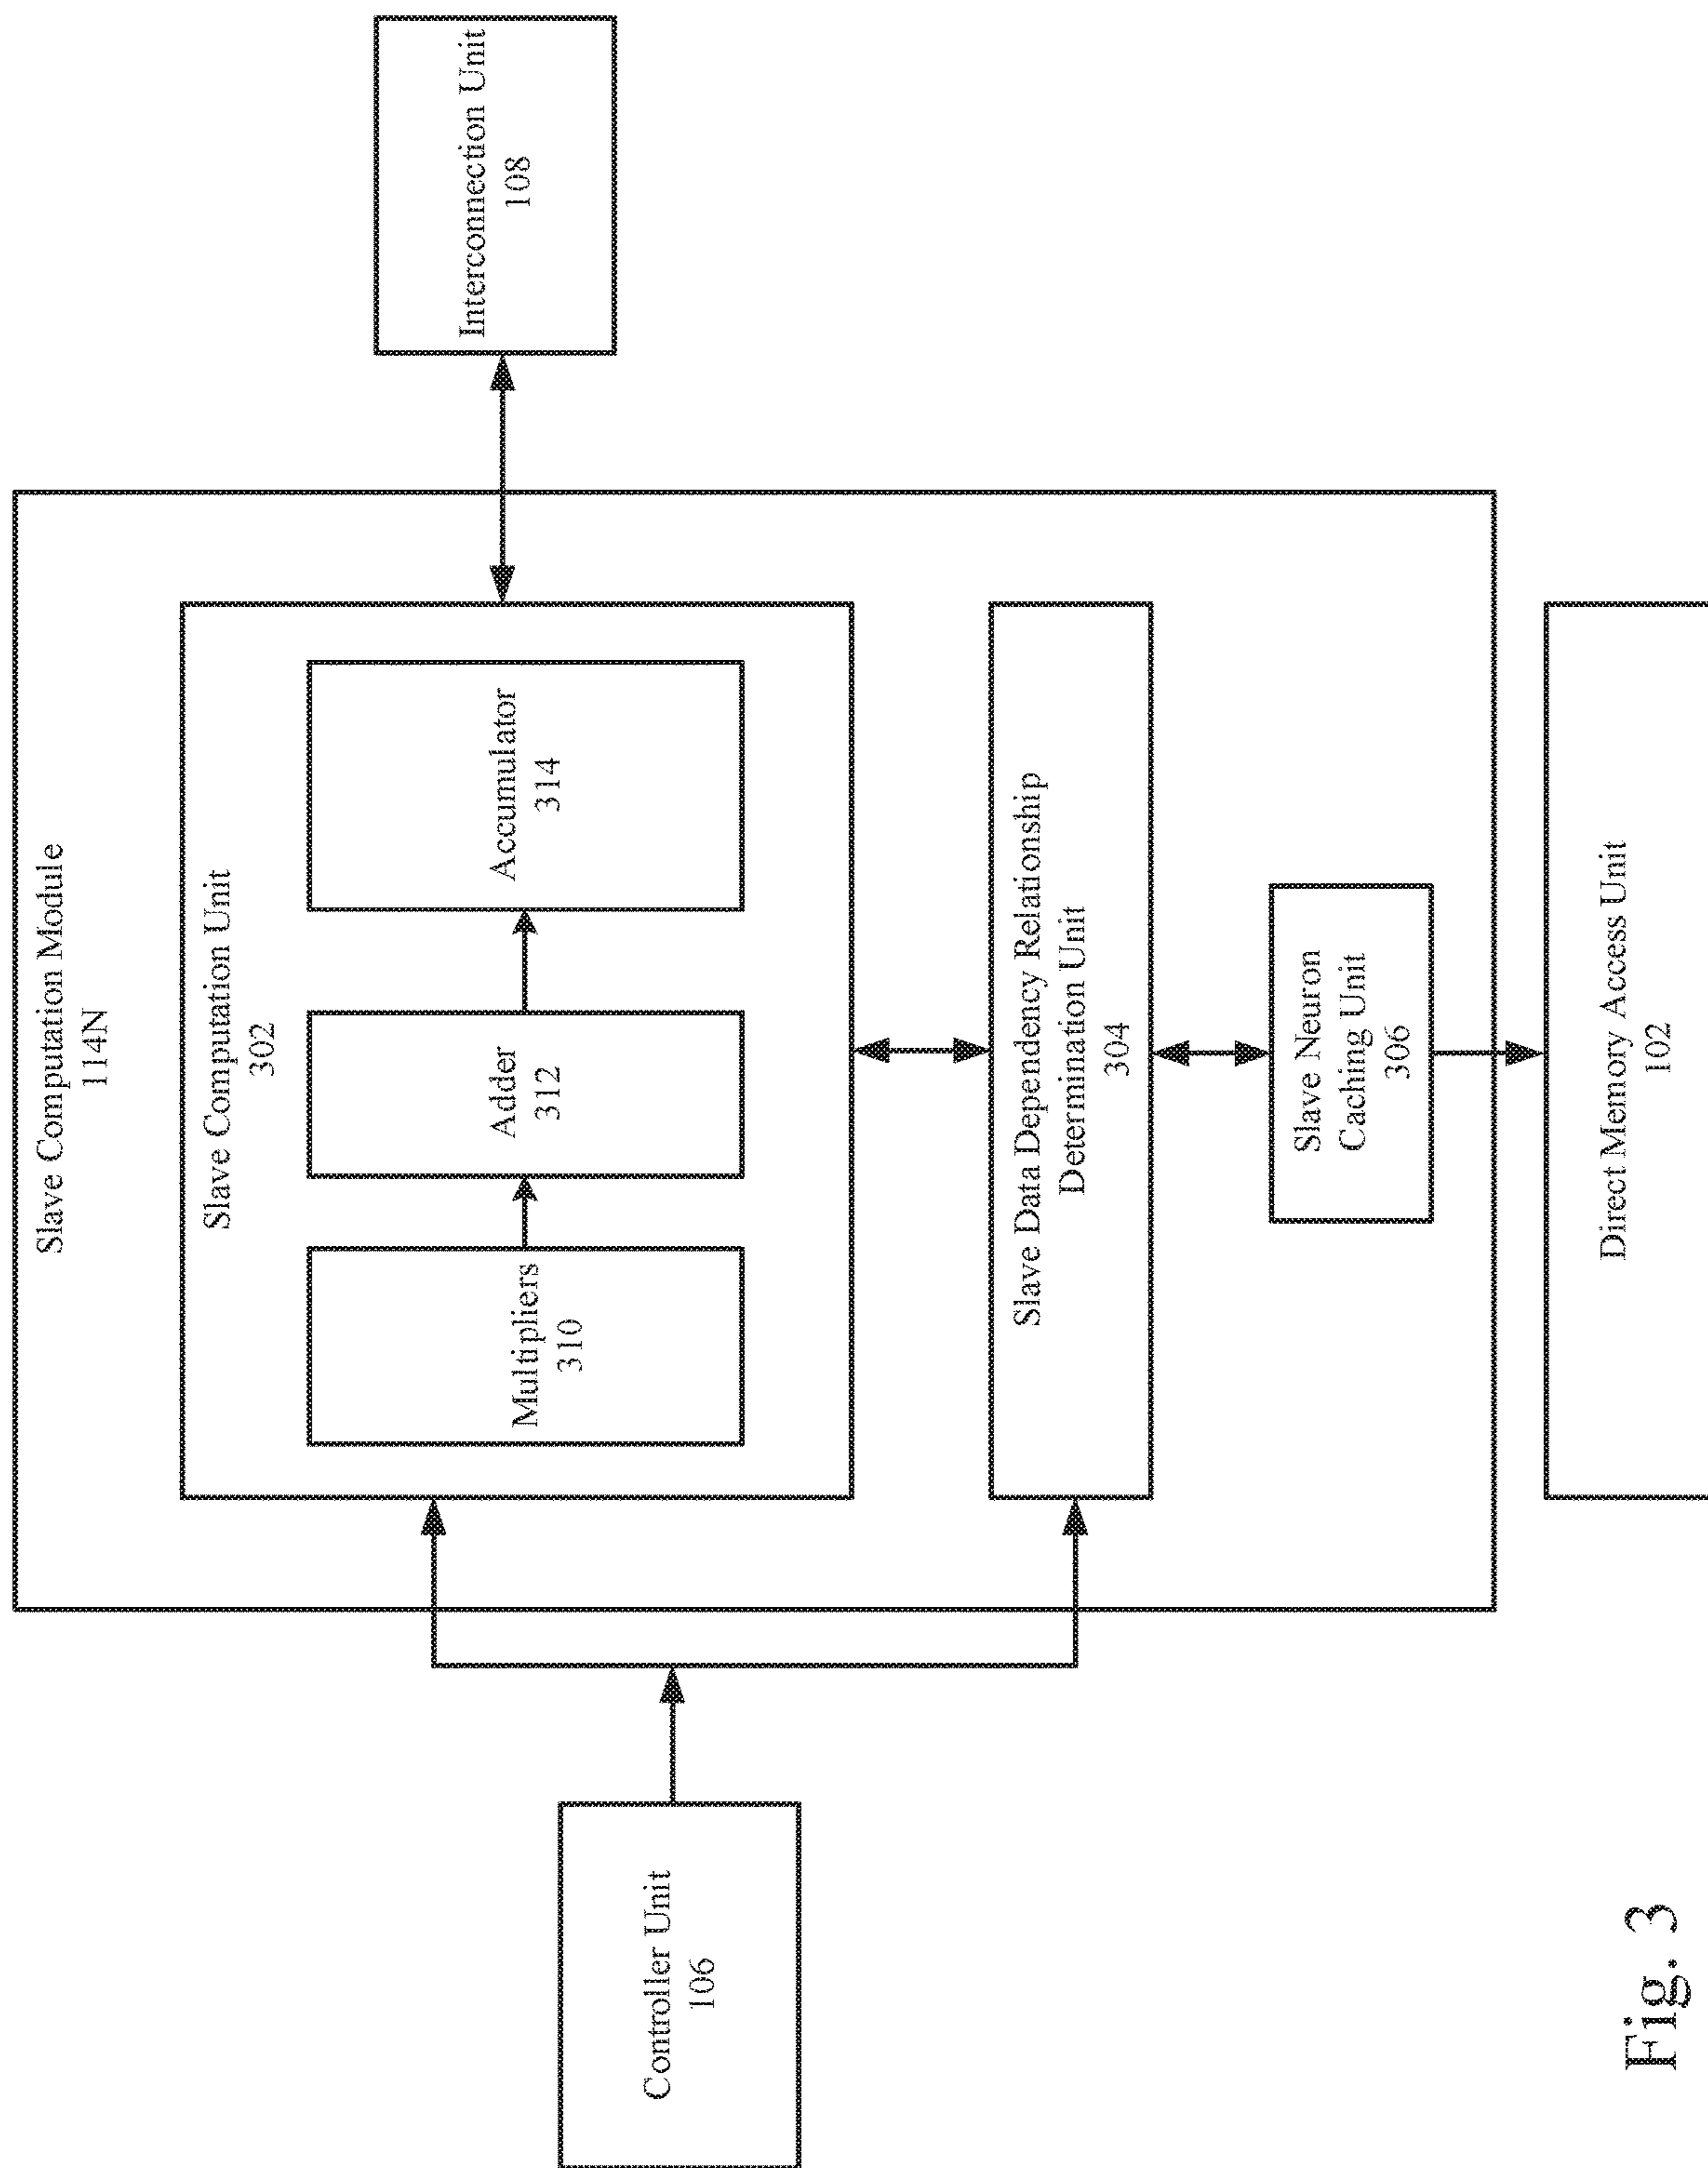 Slave Computation Module
114N
Slave Computation Unit
302
Multipliers
310
Adder
312
Accumulator
314
Controller Unit
106
Interconnection Unit
108
Slave Data Dependency Relationship
Determination Unit
304
Slave Neuron
Caching Unit
306
Direct Memory Access Unit
102
Fig. 3